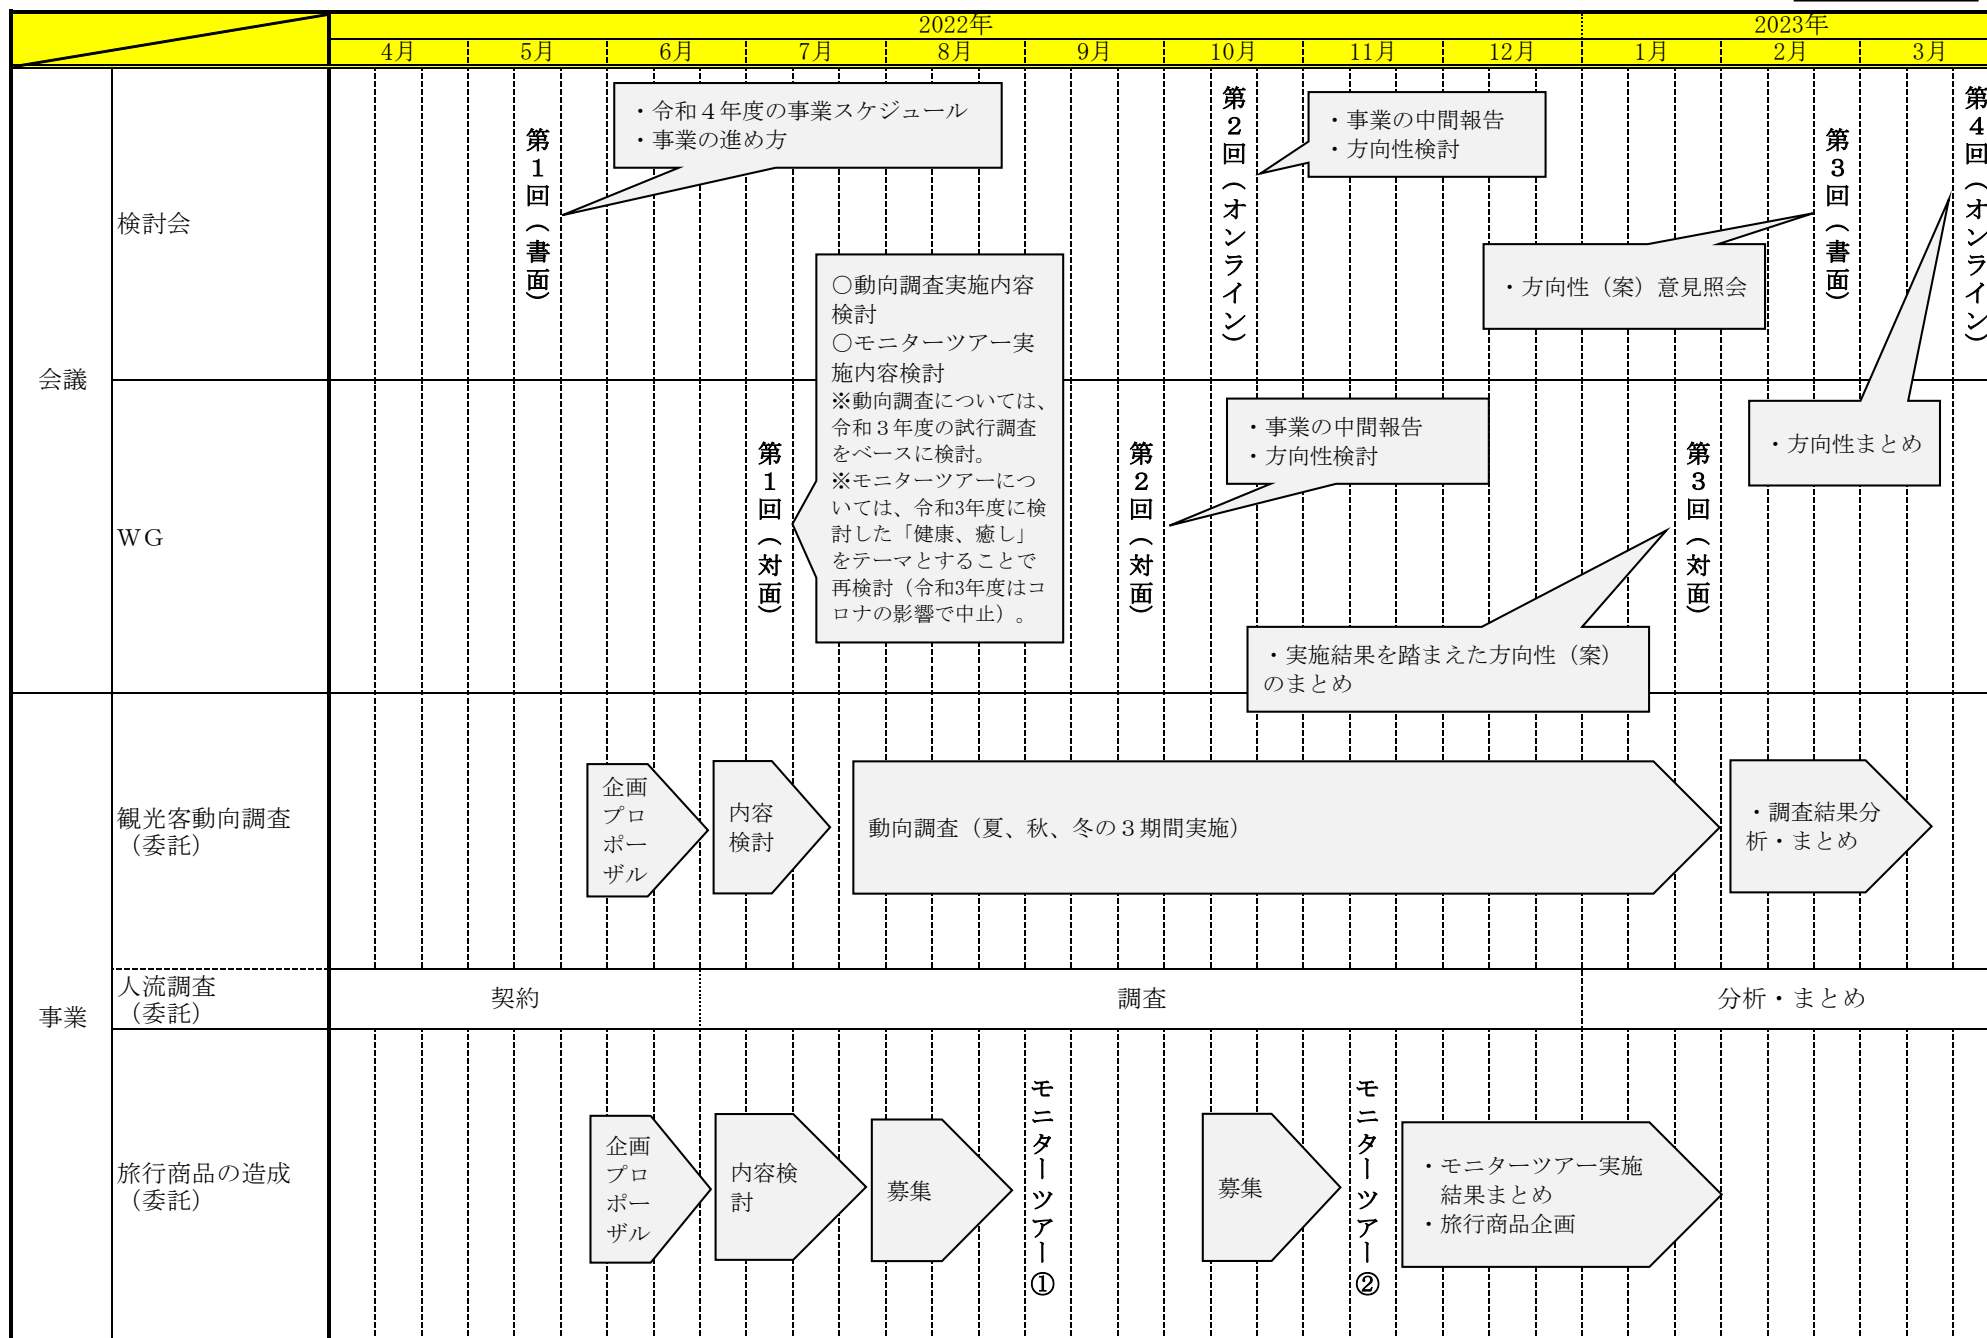 2022年
2023年
4月
5月
6月
7月
8月
9月
10月
11月
12月
1月
2月
3月
会議
検討会
第1回（書面）
・令和４年度の事業スケジュール
・事業の進め方
第2回（オンライン）
・事業の中間報告
・方向性検討
第3回（書面）
・方向性（案）意見照会
第4回（オンライン）
・方向性まとめ
WG
第1回（対面）
○動向調査実施内容
検討
○モニターツアー実
施内容検討
※動向調査については、
令和３年度の試行調査
をベースに検討。
※モニターツアーにつ
いては、令和3年度に検
討した「健康、癒し」
をテーマとすることで
再検討（令和3年度はコ
ロナの影響で中止）。
第2回（対面）
・事業の中間報告
・方向性検討
第3回（対面）
・実施結果を踏まえた方向性（案）
のまとめ
事業
観光客動向調査
（委託）
企画
プロ
ポー
ザル
内容
検討
動向調査（夏、秋、冬の３期間実施）
・調査結果分
析・まとめ
人流調査
（委託）
契約
調査
分析・まとめ
旅行商品の造成
（委託）
企画
プロ
ポー
ザル
内容検
討
募集
モニターツアー①
募集
モニターツアー②
・モニターツアー実施
結果まとめ
・旅行商品企画